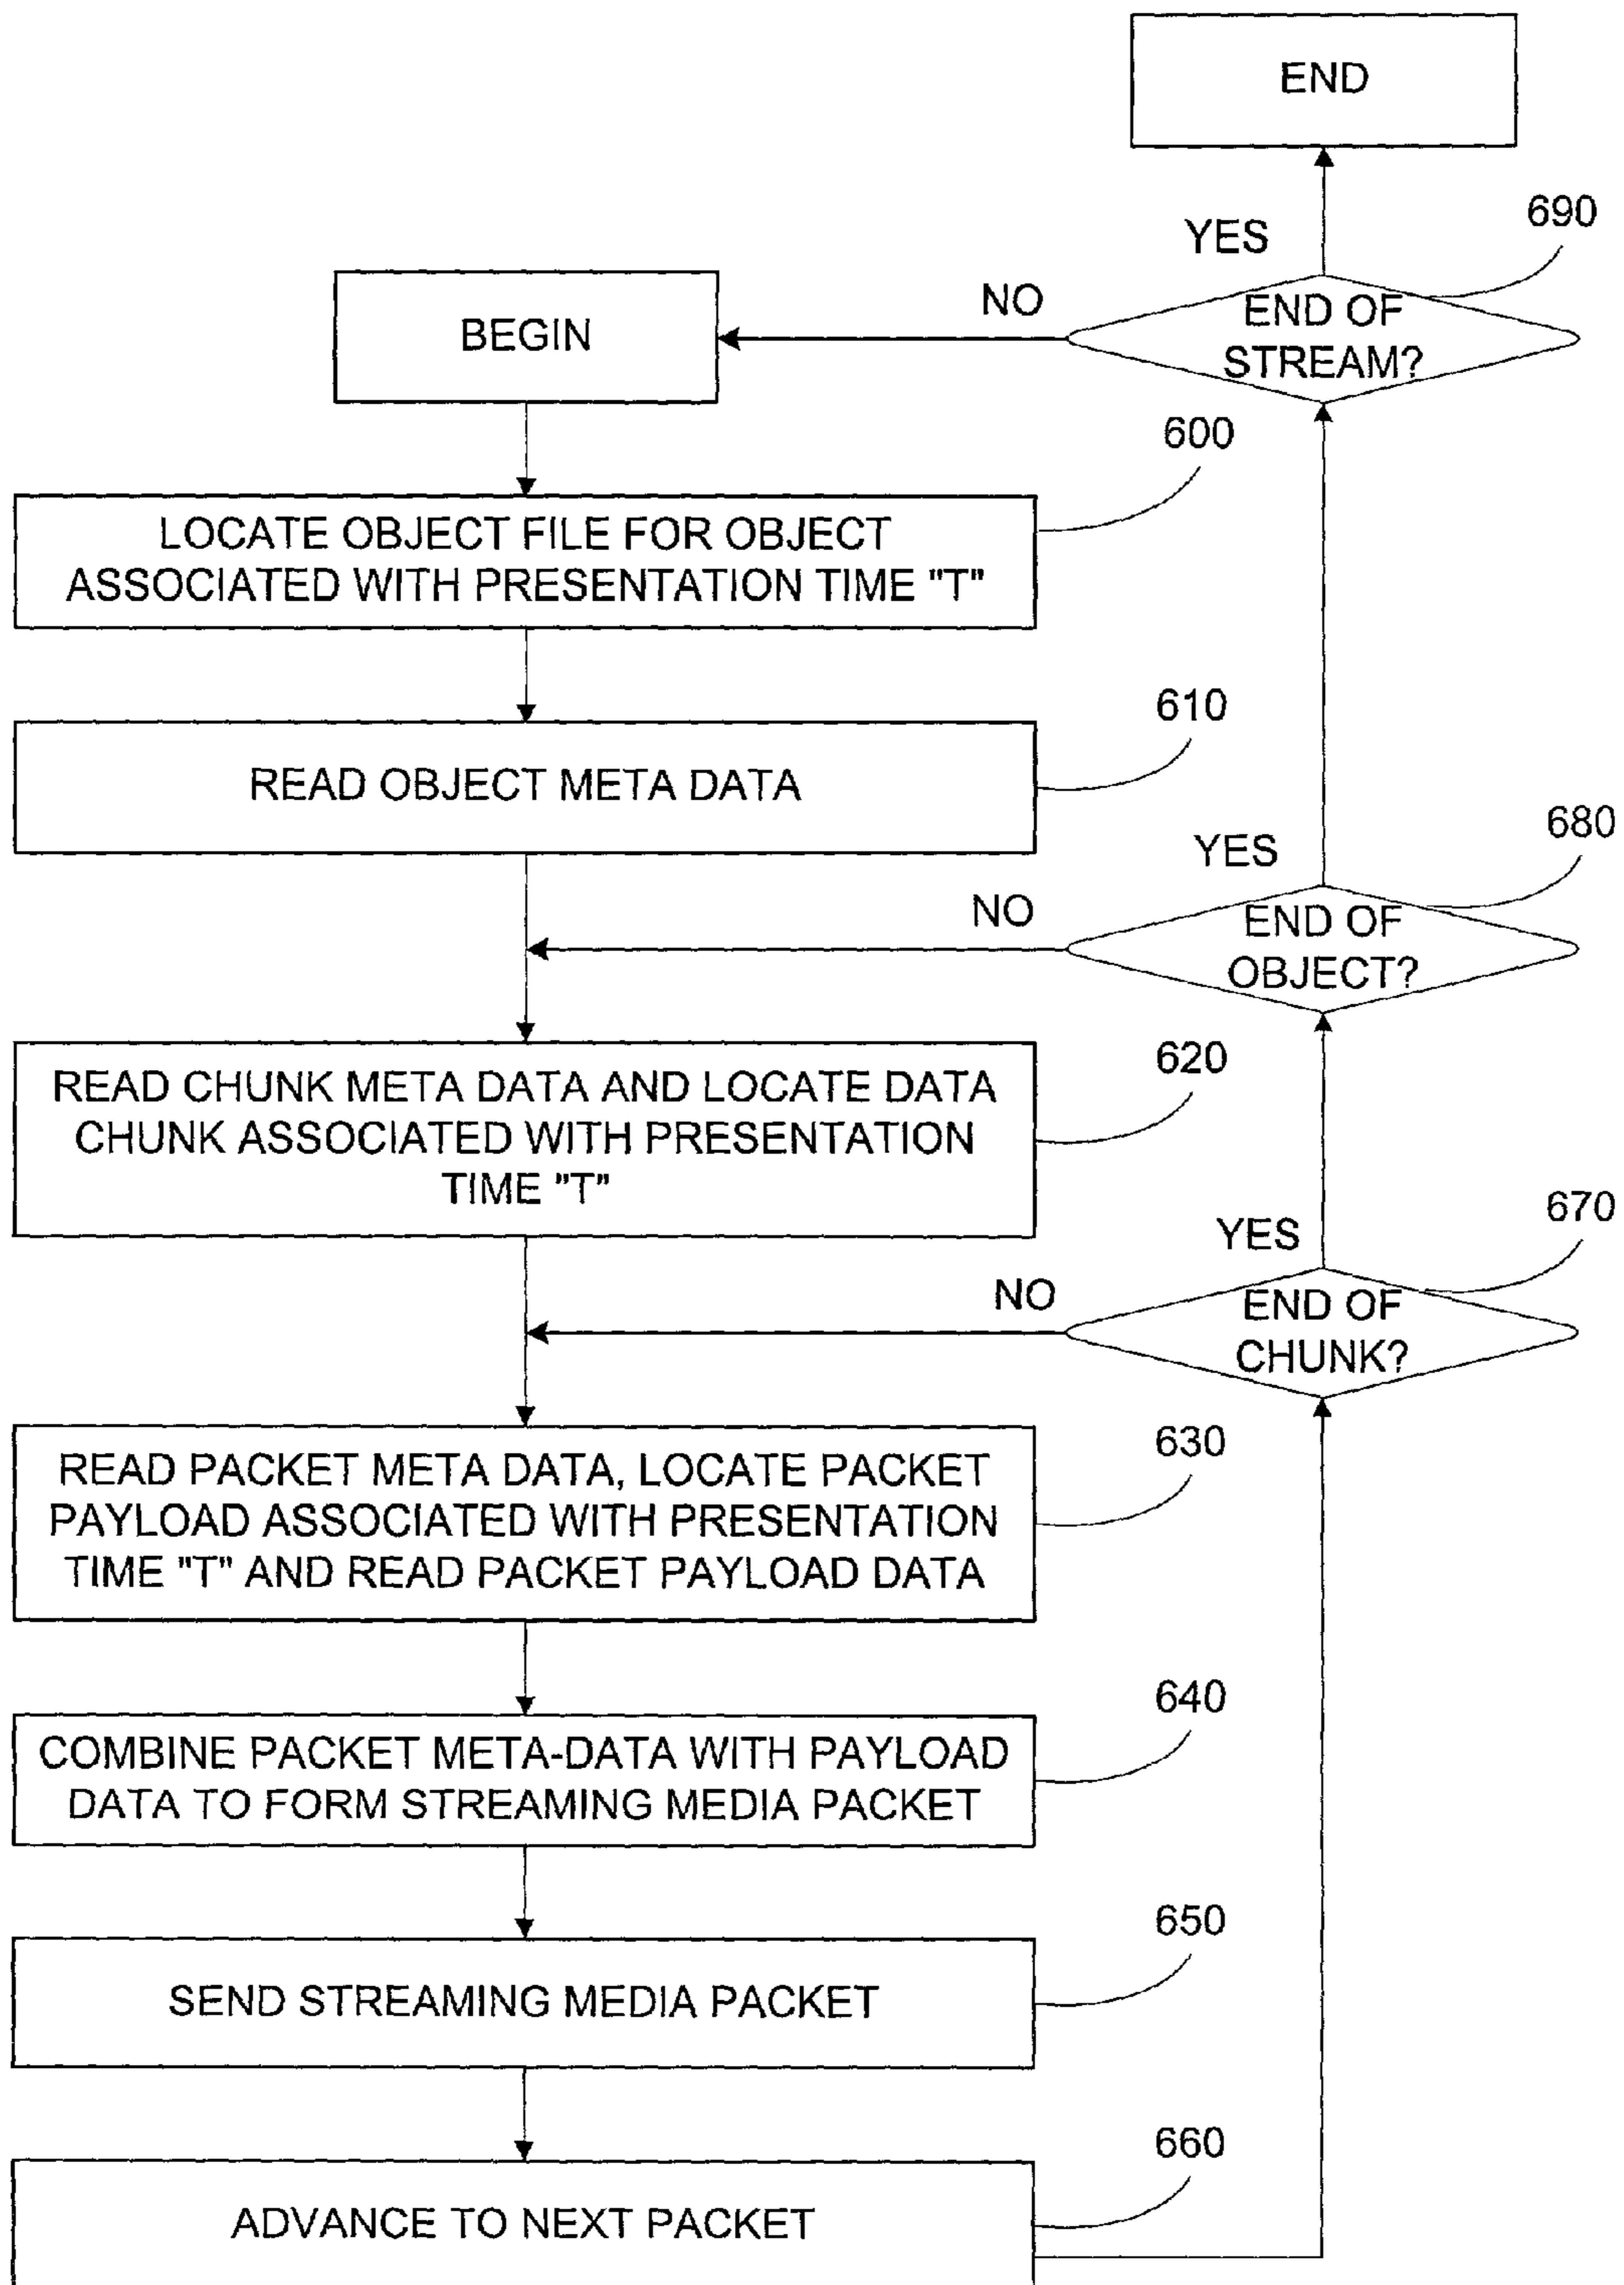 END
690
YES
NO
END OF
STREAM?
BEGIN
600
LOCATE OBJECT FILE FOR OBJECT
ASSOCIATED WITH PRESENTATION TIME "T"
610
READ OBJECT META DATA
680
YES
NO
END OF
OBJECT?
620
READ CHUNK META DATA AND LOCATE DATA
CHUNK ASSOCIATED WITH PRESENTATION
TIME "T"
670
YES
NO
END OF
CHUNK?
630
READ PACKET META DATA, LOCATE PACKET
PAYLOAD ASSOCIATED WITH PRESENTATION
TIME "T" AND READ PACKET PAYLOAD DATA
640
COMBINE PACKET META-DATA WITH PAYLOAD
DATA TO FORM STREAMING MEDIA PACKET
650
SEND STREAMING MEDIA PACKET
660
ADVANCE TO NEXT PACKET